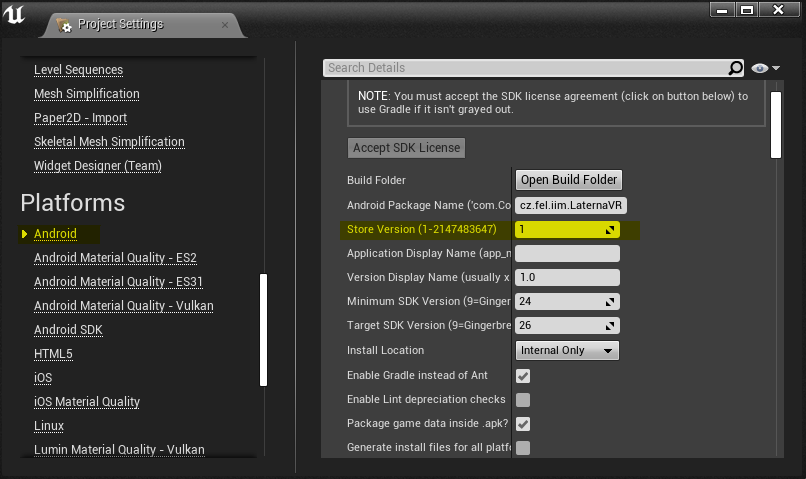 Project Settings
Level Sequences
Mesh Simplification
Paper2D - Import
Skeletal Mesh Simplification
Widget Designer (Team)
Platforms
Android
Android Material Quality - ES2
Android Material Quality - ES31
Android Material Quality - Vulkan
Android SDK
HTML5
iOS
iOS Material Quality
Linux
Lumin Material Quality - Vulkan
Search Details
NOTE: You must accept the SDK license agreement (click on button below) to
use Gradle if it isn't grayed out.
Accept SDK License
Build Folder Open Build Folder
Android Package Name ('com.Co cz.fel.iim.LaternaVR
Store Version (1-2147483647) 1
Application Display Name (app_n
Version Display Name (usually x 1.0
Minimum SDK Version (9=Ginger 24
Target SDK Version (9=Gingerbre 26
Install Location Internal Only
Enable Gradle instead of Ant
Enable Lint depreciation checks
Package game data inside .apk?
Generate install files for all platf